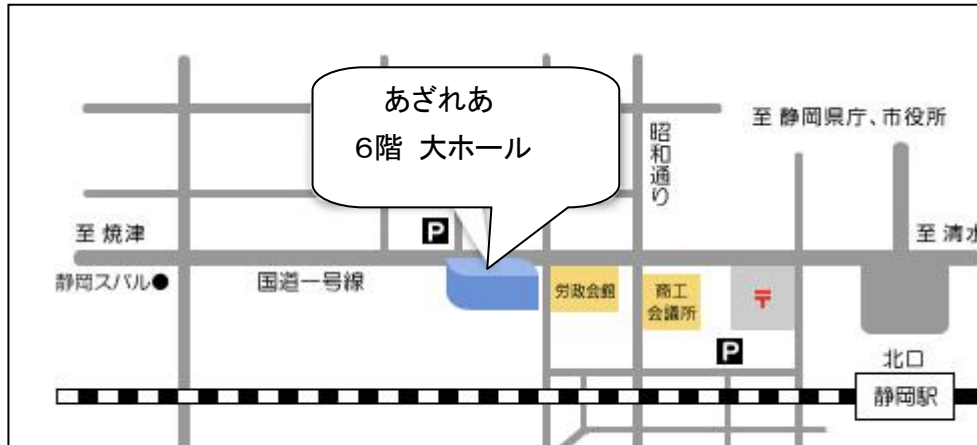 あざれあ
６階 大ホール
昭和通り
至 静岡県庁、市役所
至 焼津
P
至 清水
静岡スバル●
国道一号線
労政会館
商工
会議所
〒
P
北口
静岡駅